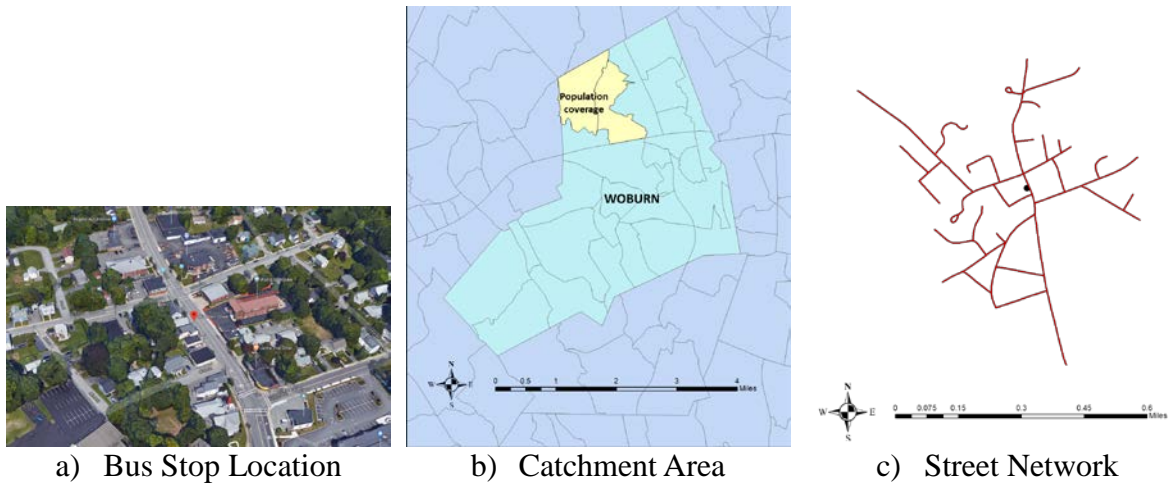 Population
coverage
WOBURN
N
W E
S
0 0.5 1 2 3 4
Miles
N
W E
S
0 0.075 0.15 0.3 0.45 0.6
Miles
a) Bus Stop Location
b) Catchment Area
c) Street Network